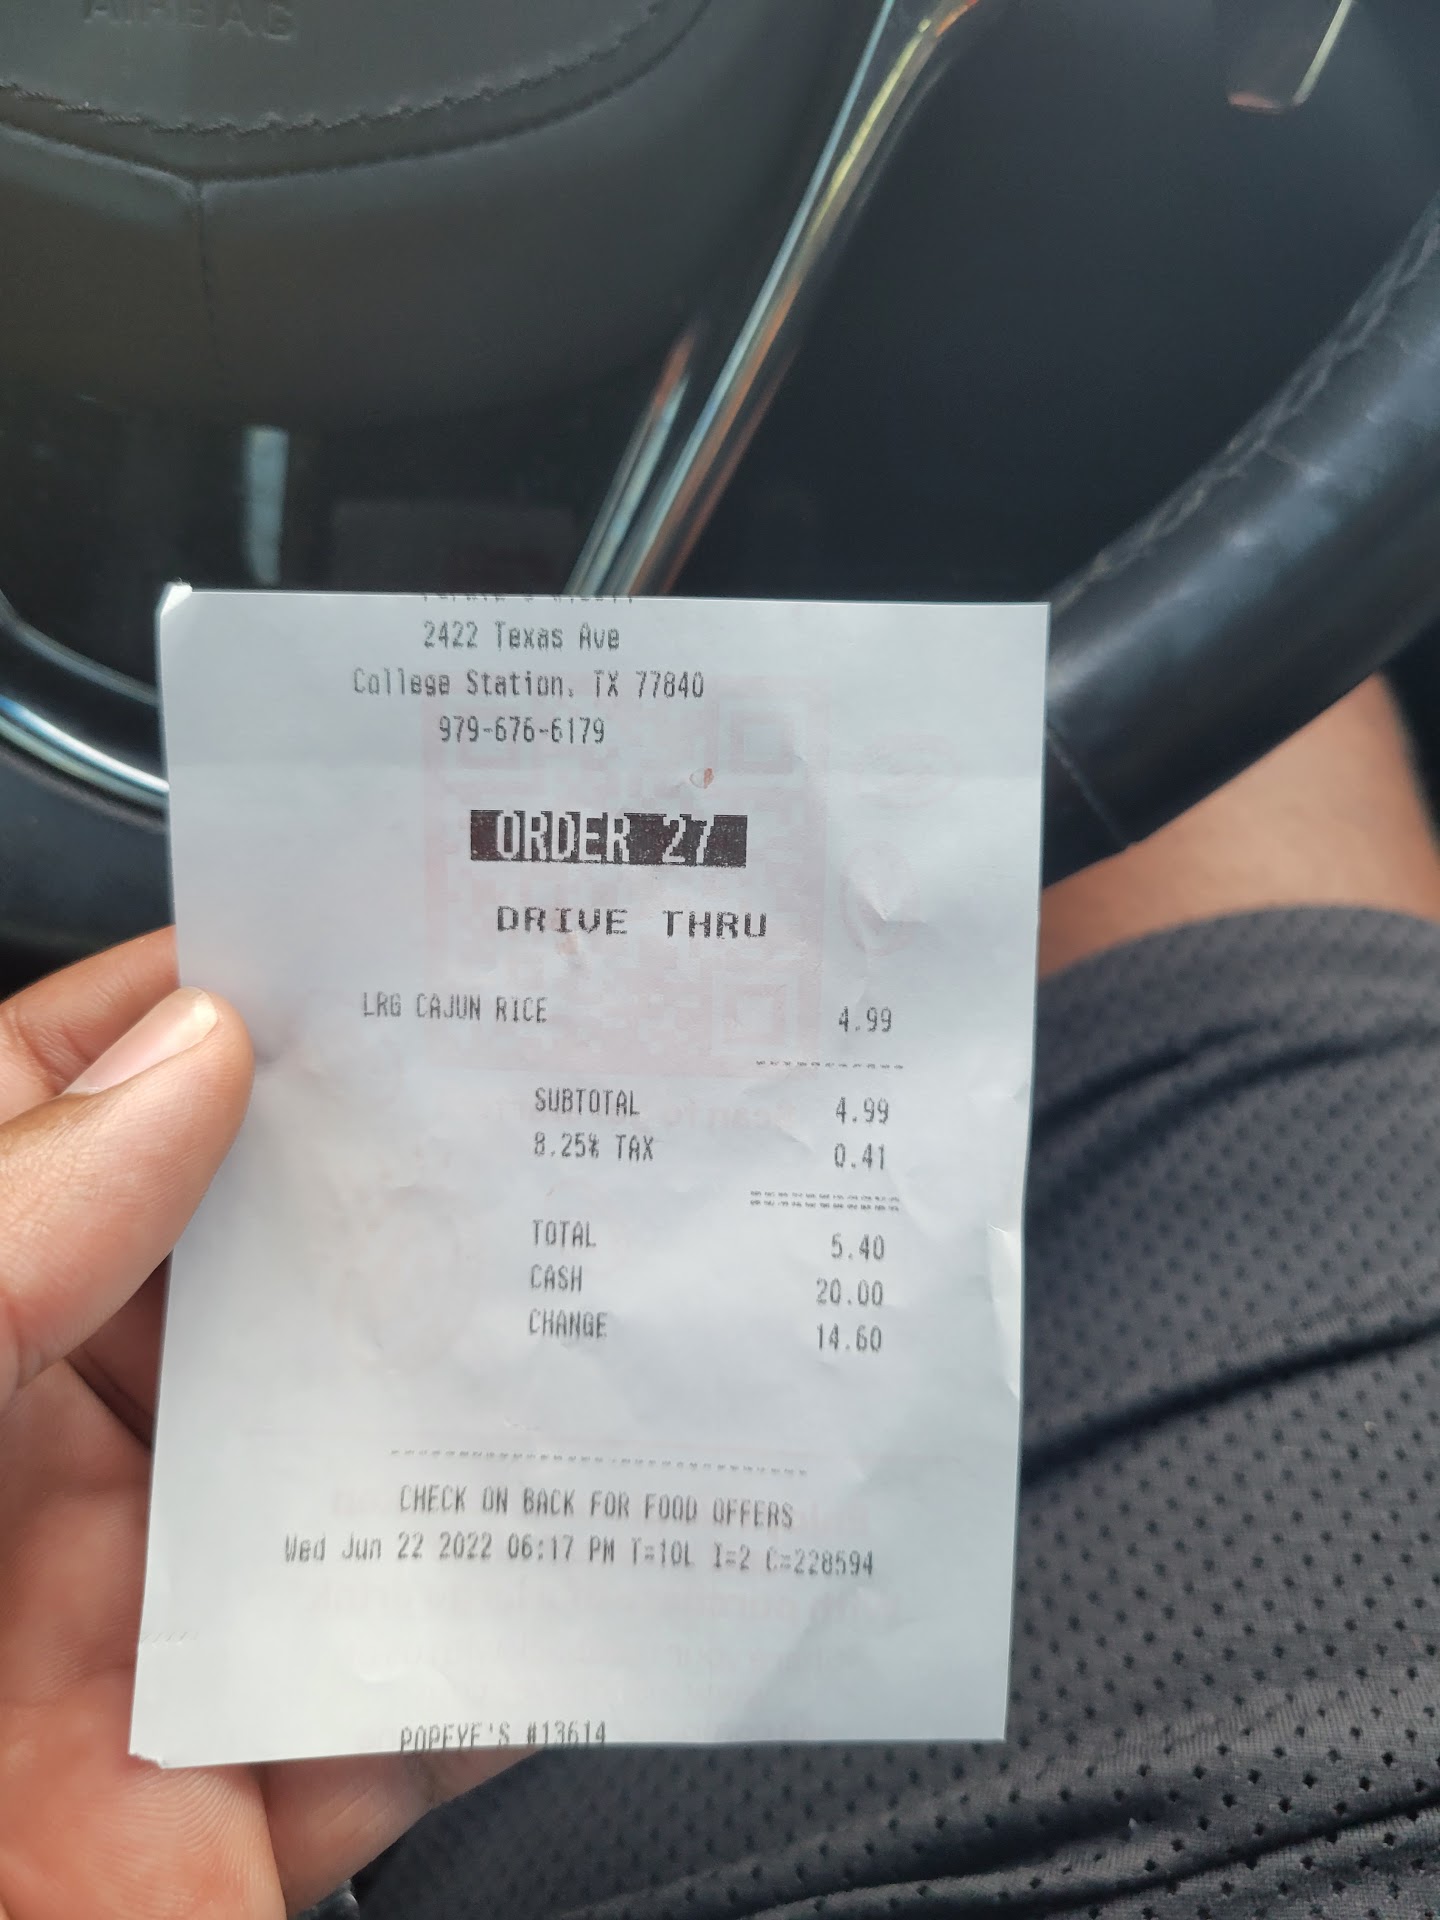 AIRBAG
2422 Texas Ave
College Station, TX 77840
979-676-6179
ORDER 27
DRIVE THRU
LRG CAJUN RICE 4.99
SUBTOTAL 4.99
8.25% TAX 0.41
TOTAL 5.40
CASH 20.00
CHANGE 14.60
CHECK ON BACK FOR FOOD OFFERS
Wed Jun 22 2022 06:17 PM T=10L I=2 C=228594
POPEYE'S #13614